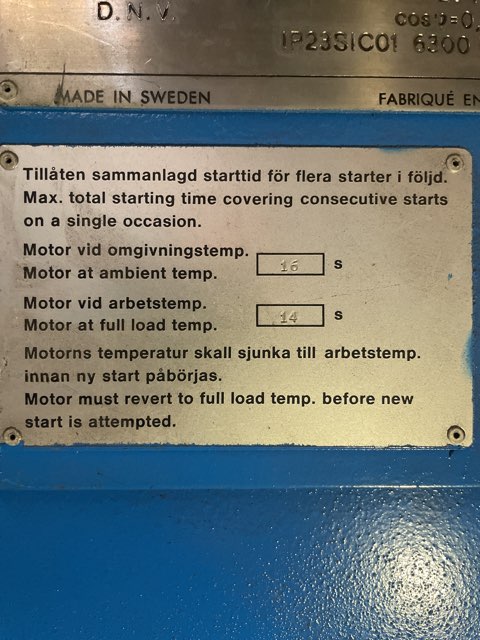 D.N.V.
IP23SIC01 6300
MADE IN SWEDEN FABRIQUÉ EN
Tillåten sammanlagd starttid för flera starter i följd.
Max. total starting time covering consecutive starts
on a single occasion.
Motor vid omgivningstemp.
Motor at ambient temp. 16 s
Motor vid arbetstemp.
Motor at full load temp. 14 s
Motorns temperatur skall sjunka till arbetstemp.
innan ny start påbörjas.
Motor must revert to full load temp. before new
start is attempted.